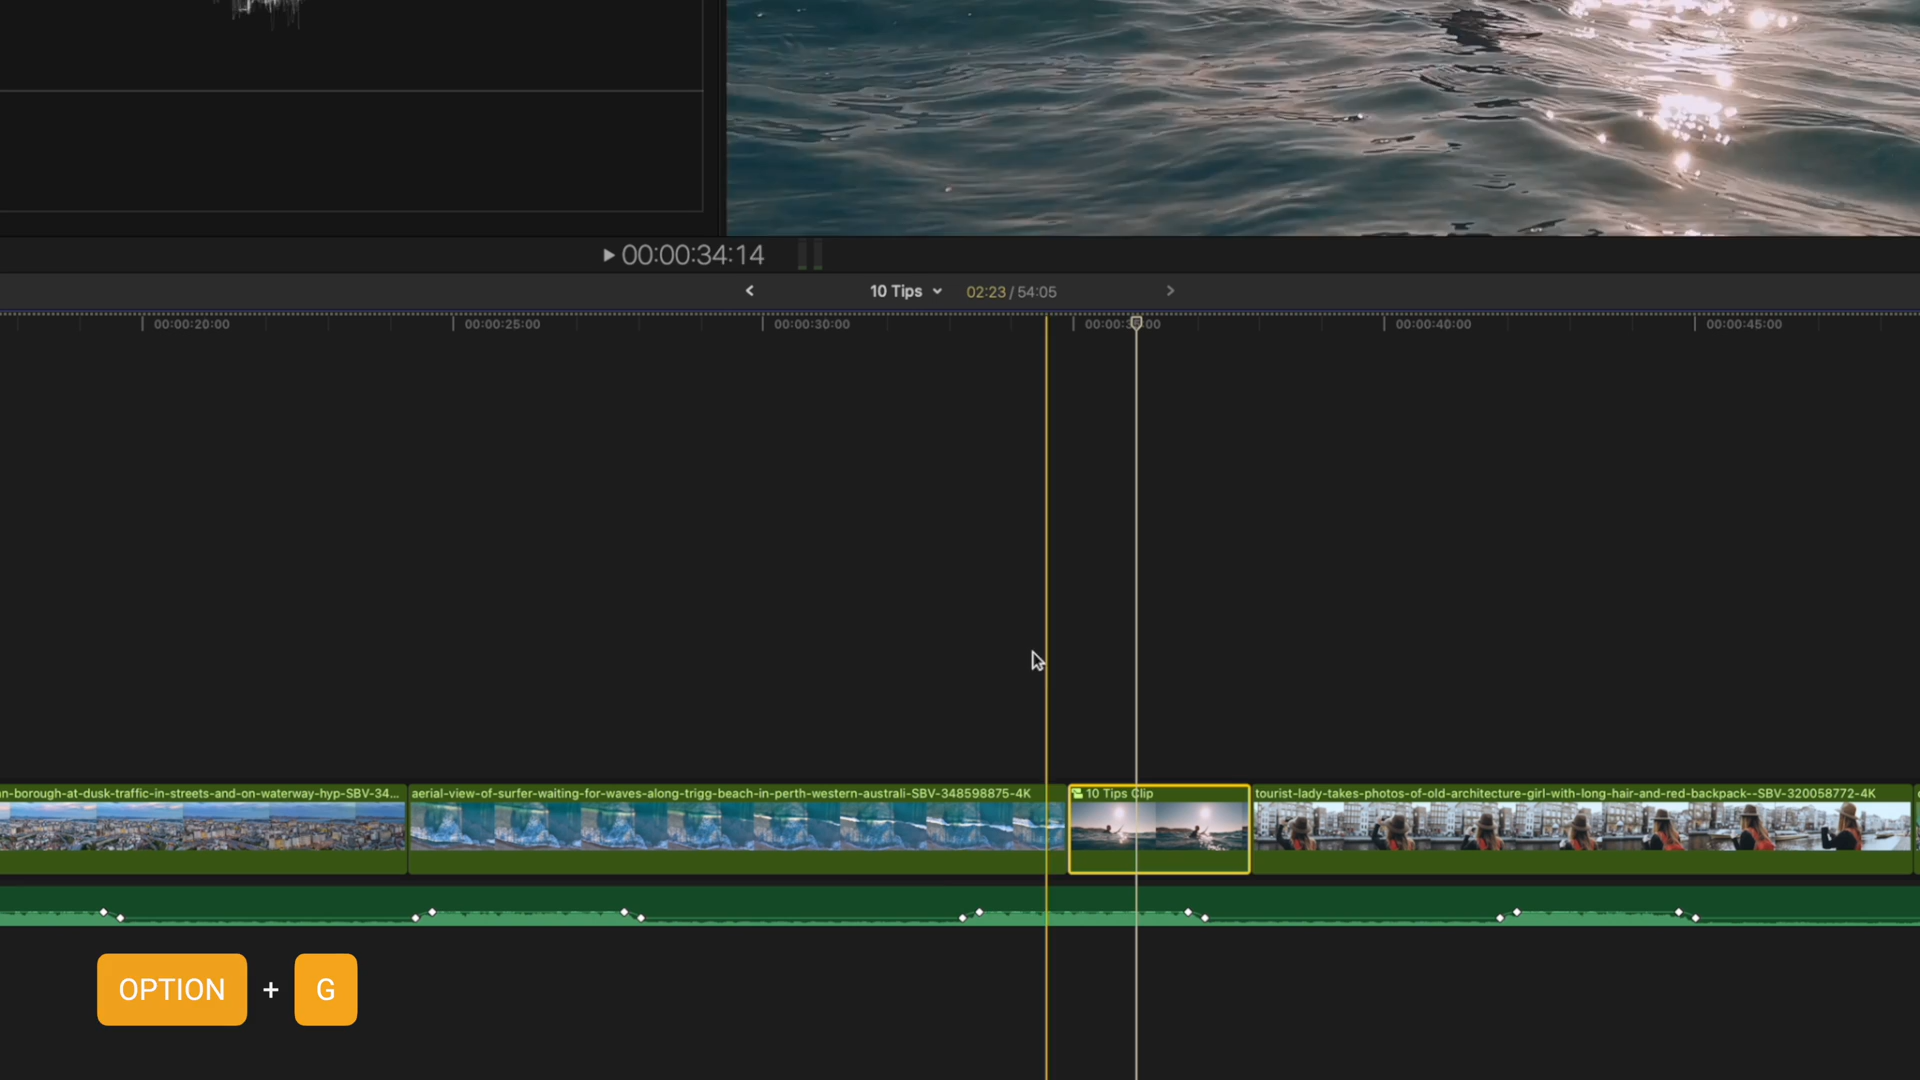 00:00:34:14
10 Tips 02:23 / 54:05
00:00:20:00 00:00:25:00 00:00:30:00 00:00:35:00 00:00:40:00 00:00:45:00
n-borough-at-dusk-traffic-in-streets-and-on-waterway-hyp-SBV-34... aerial-view-of-surfer-waiting-for-waves-along-trigg-beach-in-perth-western-australi-SBV-348598875-4K 10 Tips Clip tourist-lady-takes-photos-of-old-architecture-girl-with-long-hair-and-red-backpack--SBV-320058772-4K
OPTION + G